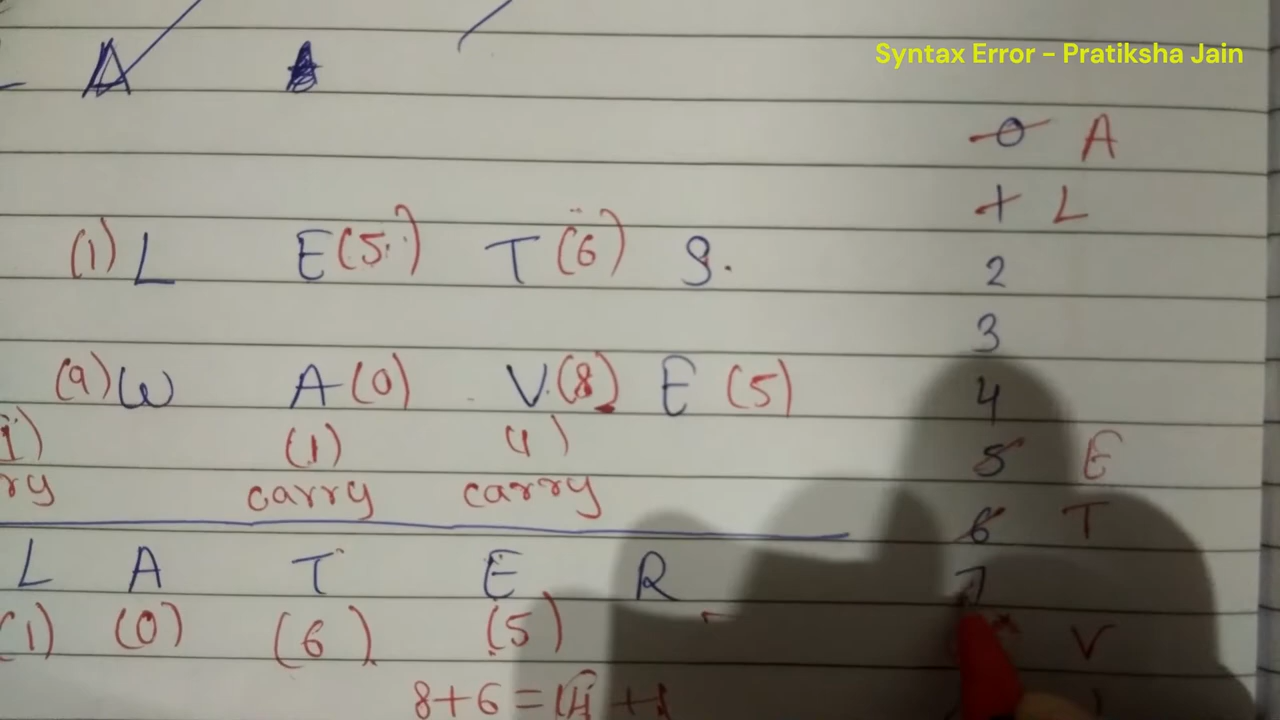 Syntax Error - Pratiksha Jain
A
0 A
+ L
(1) L E (5) T (6) S.
2
3
(9) W A (0) V (8) E (5)
4
(1) (1)
5 E
carry carry
6 T
L A T E R
7
(1) (0) (6) (5)
V
8+6=14+1